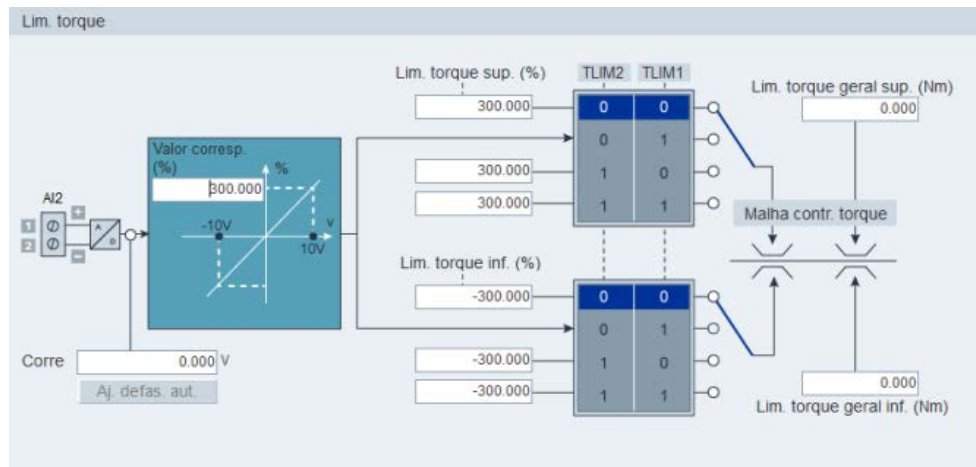 Lim. torque
Lim. torque sup. (%)
TLIM2 TLIM1
Lim. torque geral sup. (Nm)
300.000
0 0
0.000
0 1
Valor corresp.
(%)
%
300.000
300.000
1 0
300.000
1 1
AI2
1
2
+
−
A
D
-10V
10V
v
Malha contr. torque
Lim. torque inf. (%)
-300.000
0 0
0 1
-300.000
1 0
-300.000
1 1
Corre 0.000 V
Aj. defas. aut.
0.000
Lim. torque geral inf. (Nm)